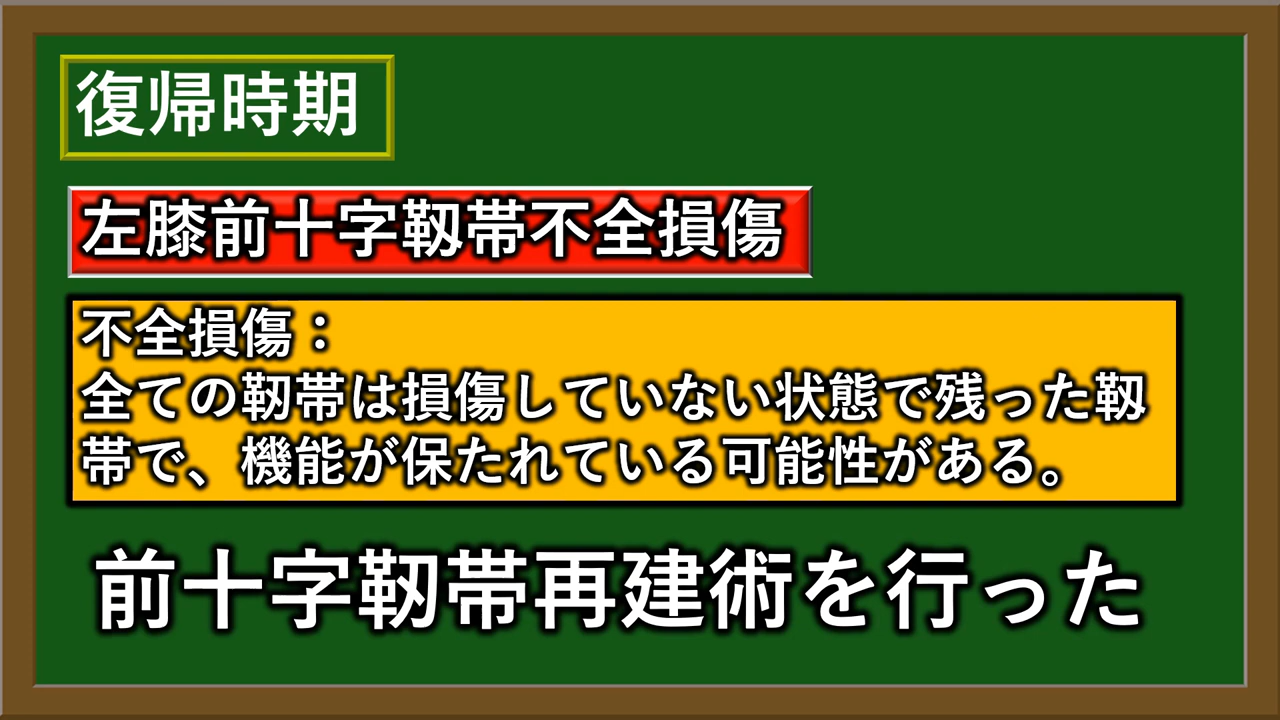 復帰時期
左膝前十字靱帯不全損傷
不全損傷：
全ての靭帯は損傷していない状態で残った靱
帯で、機能が保たれている可能性がある。
前十字靭帯再建術を行った